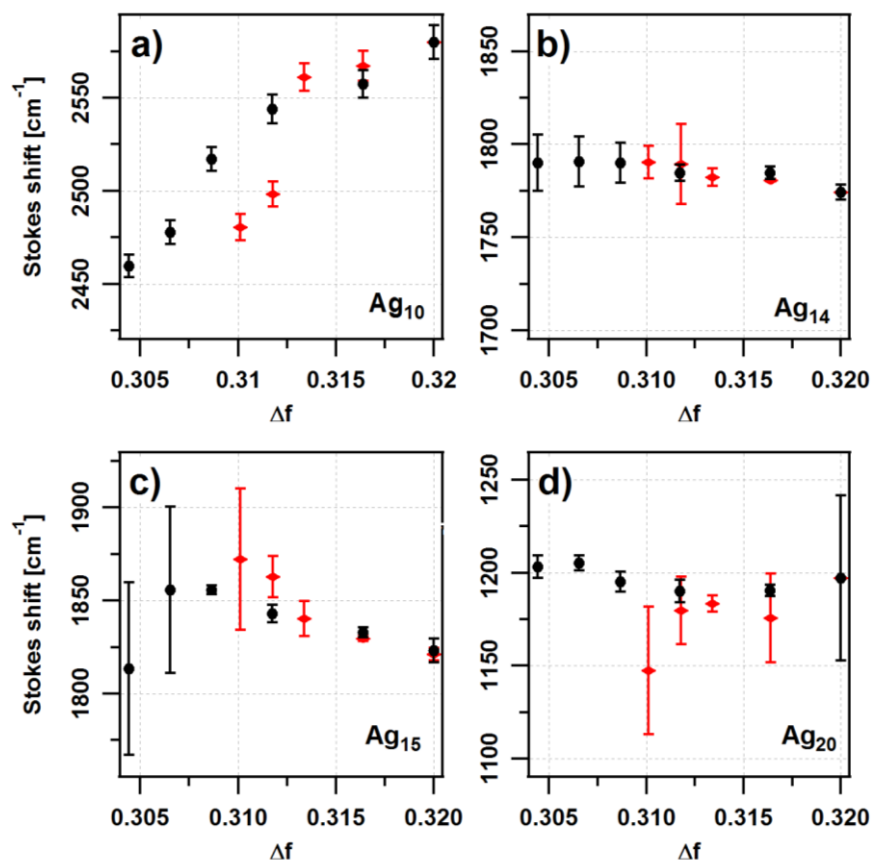 a)
Stokes shift [cm⁻¹]
2450 2500 2550
Ag₁₀
0.305 0.31 0.315 0.32
Δf
b)
1700 1750 1800 1850
Ag₁₄
0.305 0.310 0.315 0.320
Δf
c)
Stokes shift [cm⁻¹]
1800 1850 1900
Ag₁₅
0.305 0.310 0.315 0.320
Δf
d)
1100 1150 1200 1250
Ag₂₀
0.305 0.310 0.315 0.320
Δf